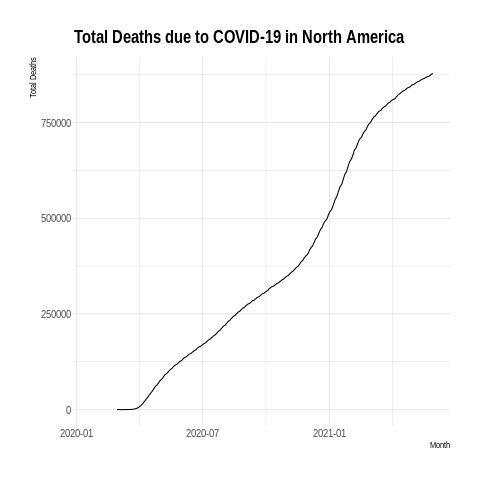 Total Deaths due to COVID-19 in North America
Total Deaths
750000
500000
250000
0
2020-01
2020-07
2021-01
Month